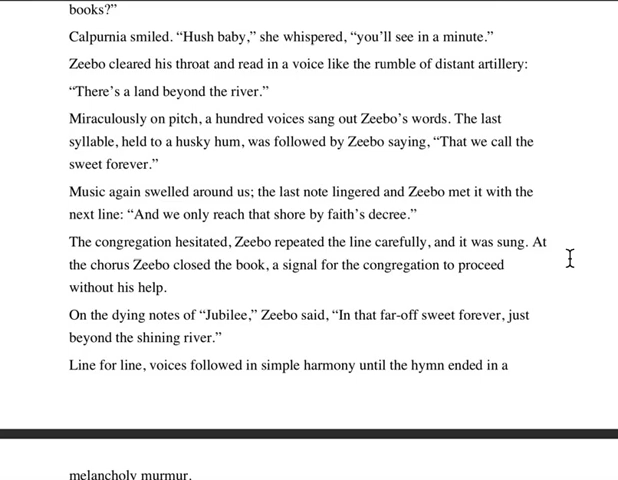 books?”
Calpurnia smiled. “Hush baby,” she whispered, “you’ll see in a minute.”
Zeebo cleared his throat and read in a voice like the rumble of distant artillery:
“There’s a land beyond the river.”
Miraculously on pitch, a hundred voices sang out Zeebo’s words. The last
syllable, held to a husky hum, was followed by Zeebo saying, “That we call the
sweet forever.”
Music again swelled around us; the last note lingered and Zeebo met it with the
next line: “And we only reach that shore by faith’s decree.”
The congregation hesitated, Zeebo repeated the line carefully, and it was sung. At
the chorus Zeebo closed the book, a signal for the congregation to proceed
without his help.
On the dying notes of “Jubilee,” Zeebo said, “In that far-off sweet forever, just
beyond the shining river.”
Line for line, voices followed in simple harmony until the hymn ended in a
melancholy murmur.